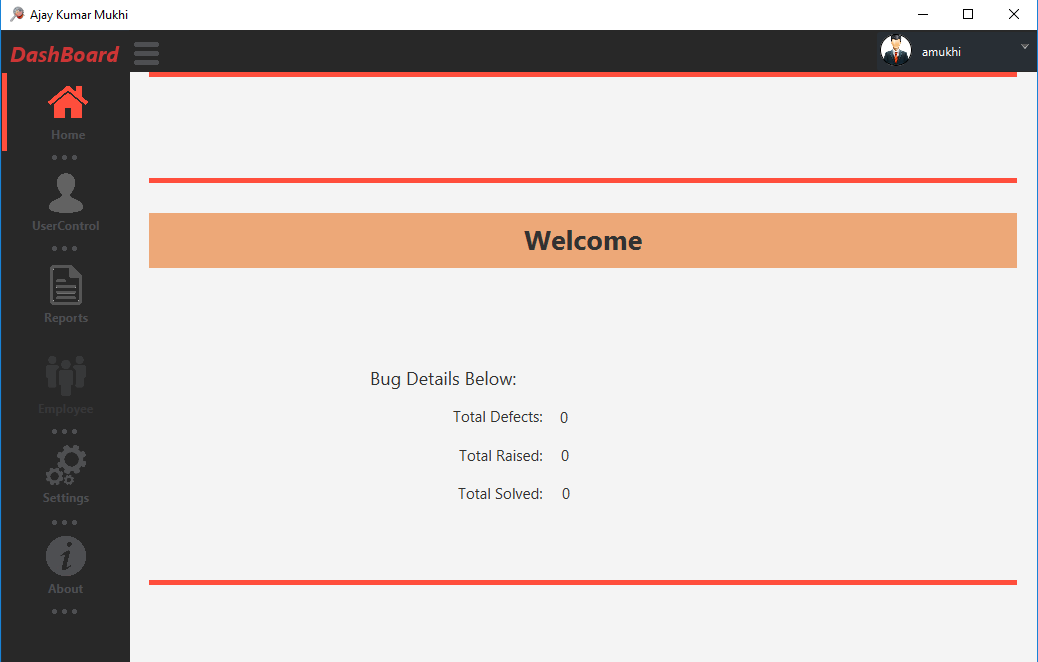 Ajay Kumar Mukhi
DashBoard
amukhi
Home
UserControl
Reports
Employee
Settings
About
Welcome
Bug Details Below:
Total Defects: 0
Total Raised: 0
Total Solved: 0